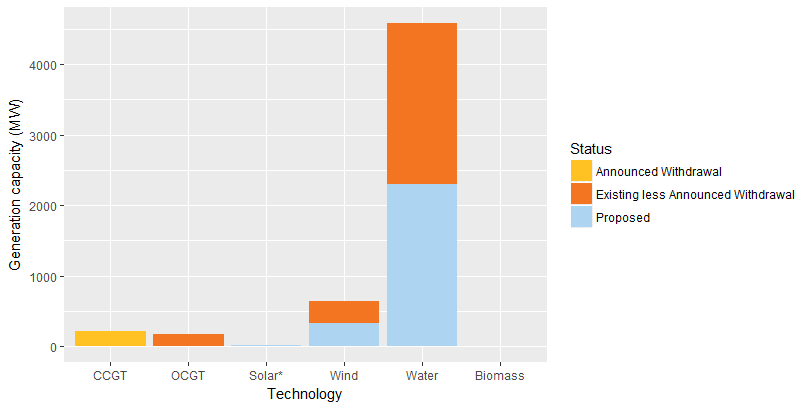 Generation capacity (MW)
4000
3000
2000
1000
0
CCGT OCGT Solar* Wind Water Biomass
Technology
Status
Announced Withdrawal
Existing less Announced Withdrawal
Proposed